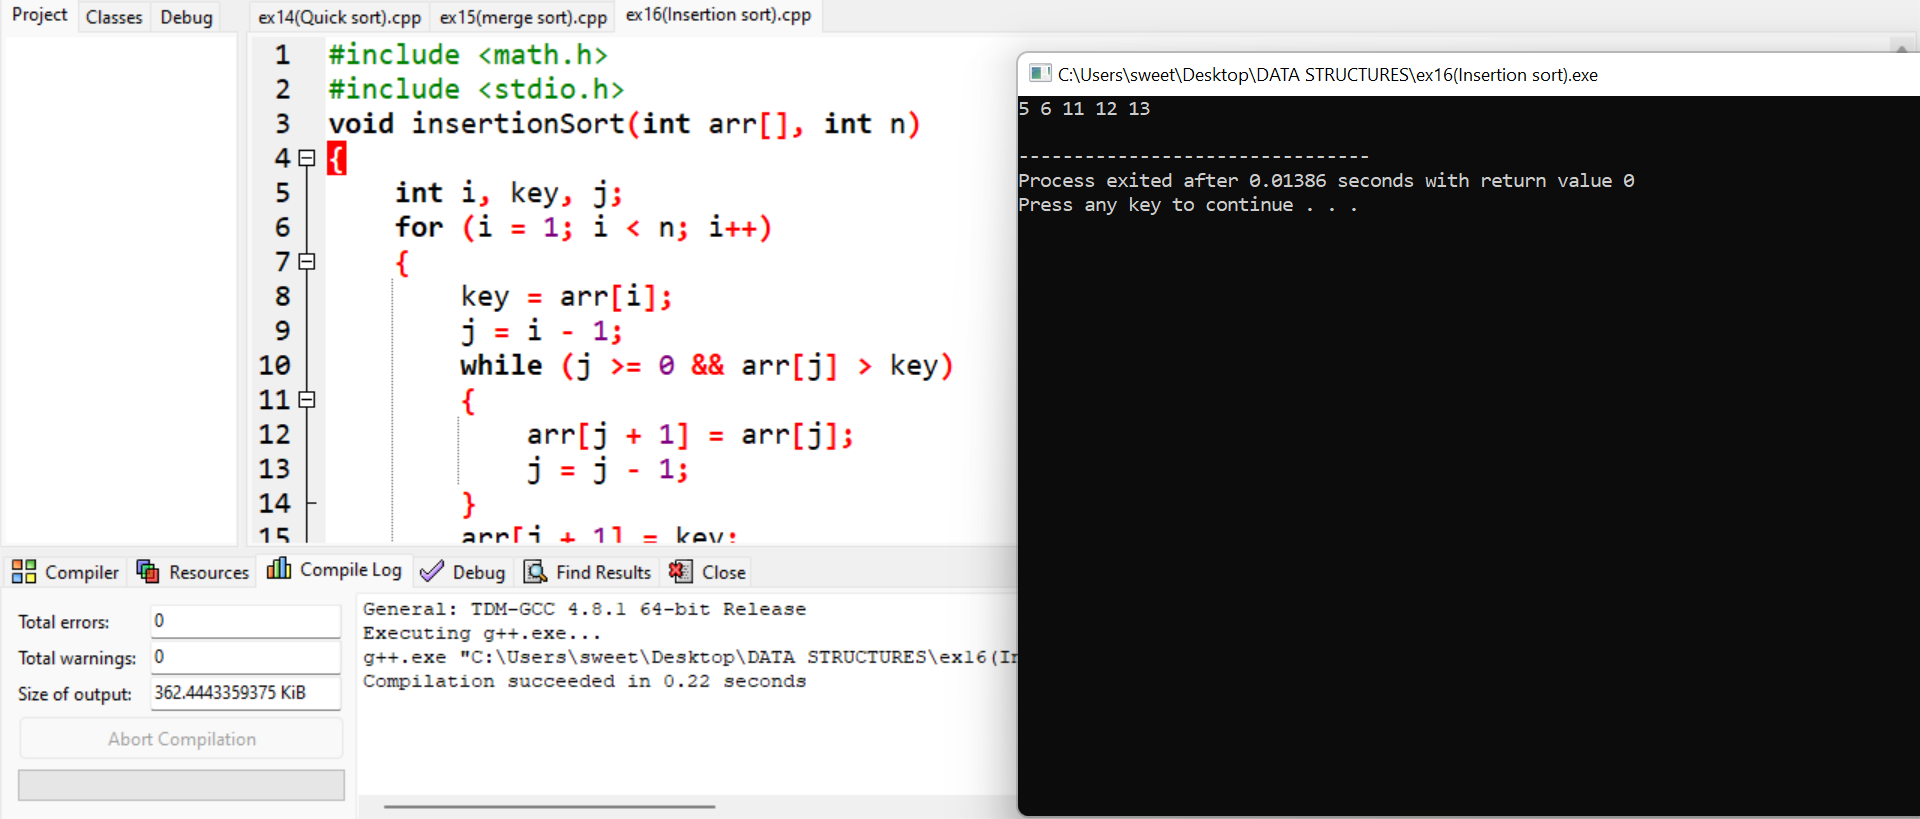 Project Classes Debug
ex14(Quick sort).cpp ex15(merge sort).cpp ex16(Insertion sort).cpp
1 #include <math.h>
2 #include <stdio.h>
3 void insertionSort(int arr[], int n)
4 {
5 int i, key, j;
6 for (i = 1; i < n; i++)
7 {
8 key = arr[i];
9 j = i - 1;
10 while (j >= 0 && arr[j] > key)
11 {
12 arr[j + 1] = arr[j];
13 j = j - 1;
14 }
15 arr[j + 1] = key;
C:\Users\sweet\Desktop\DATA STRUCTURES\ex16(Insertion sort).exe
5 6 11 12 13
--------------------------------
Process exited after 0.01386 seconds with return value 0
Press any key to continue . . .
Compiler Resources Compile Log Debug Find Results Close
Total errors: 0
Total warnings: 0
Size of output: 362.4443359375 KiB
Abort Compilation
General: TDM-GCC 4.8.1 64-bit Release
Executing g++.exe...
g++.exe "C:\Users\sweet\Desktop\DATA STRUCTURES\ex16(In
Compilation succeeded in 0.22 seconds